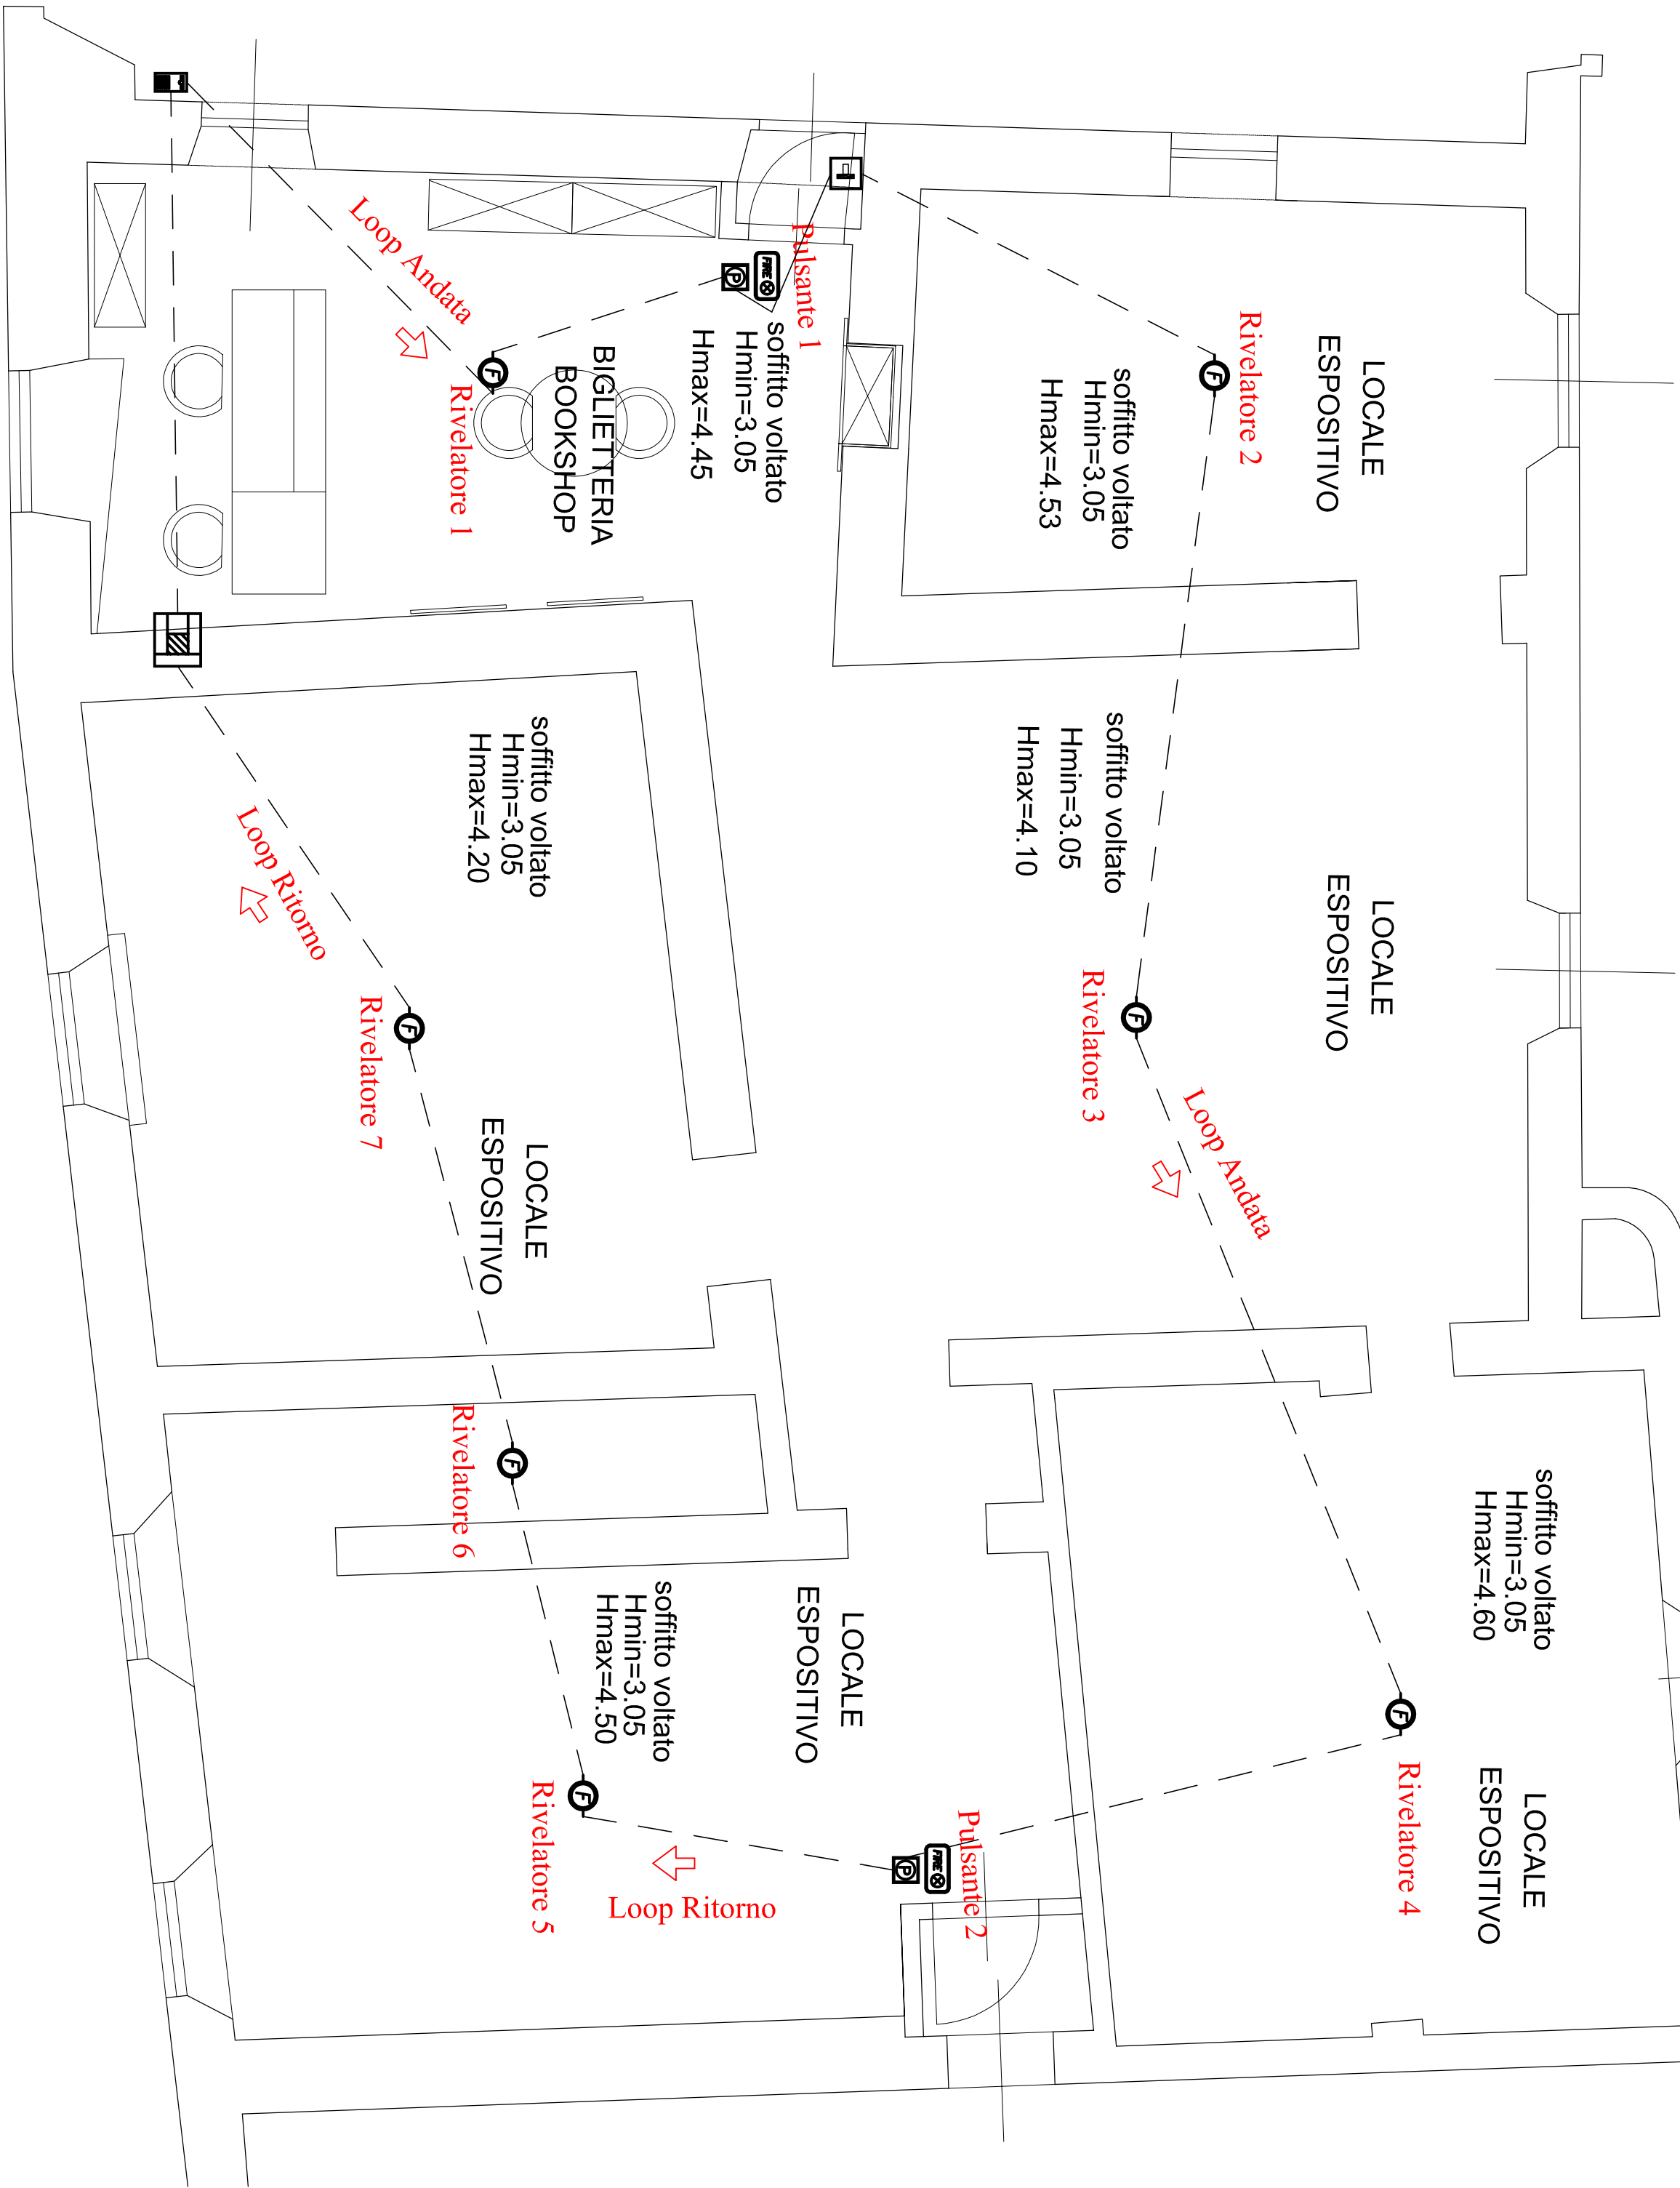 Loop Andata
Pulsante 1
FIRE
P
soffitto voltato
Hmin=3.05
Hmax=4.45
BIGLIETTERIA
BOOKSHOP
F
Rivelatore 1
LOCALE
ESPOSITIVO
Rivelatore 2
F
soffitto voltato
Hmin=3.05
Hmax=4.53
LOCALE
ESPOSITIVO
soffitto voltato
Hmin=3.05
Hmax=4.10
F
Rivelatore 3
Loop Andata
soffitto voltato
Hmin=3.05
Hmax=4.20
Loop Ritorno
F
Rivelatore 7
LOCALE
ESPOSITIVO
F
Rivelatore 6
soffitto voltato
Hmin=3.05
Hmax=4.60
F
Rivelatore 4
LOCALE
ESPOSITIVO
LOCALE
ESPOSITIVO
soffitto voltato
Hmin=3.05
Hmax=4.50
F
Rivelatore 5
Pulsante 2
FIRE
P
Loop Ritorno